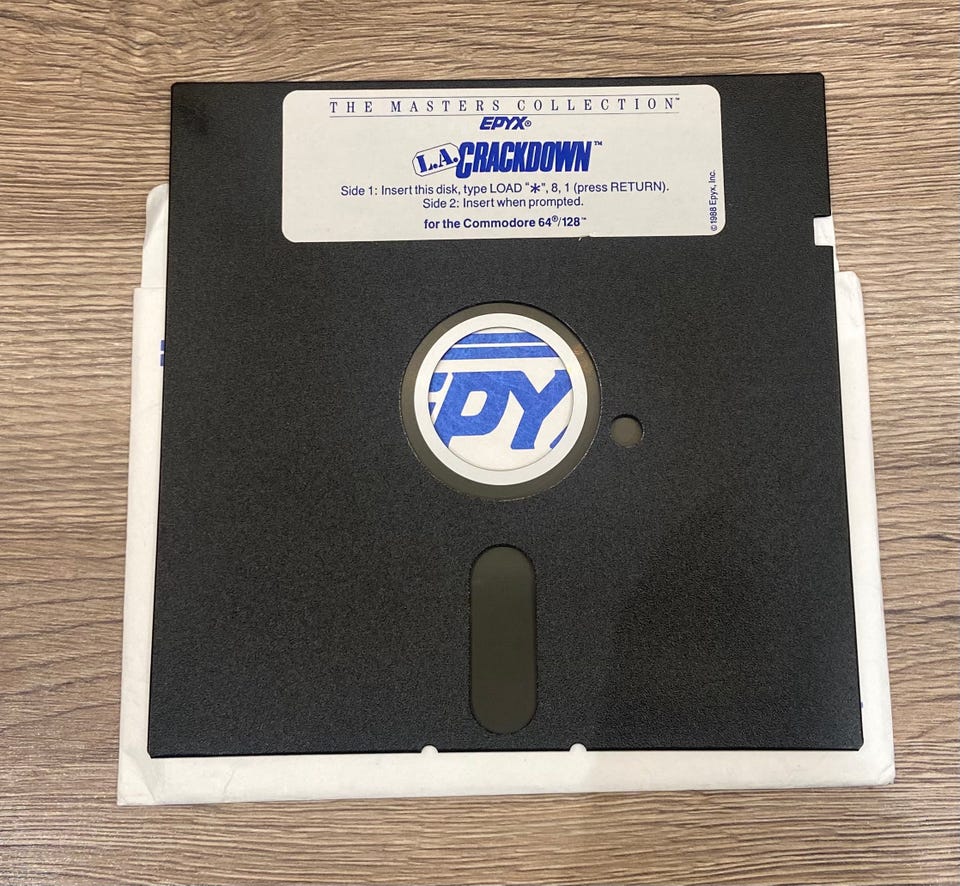 THE MASTERS COLLECTION™
EPYX®
L.A. CRACKDOWN™
Side 1: Insert this disk, type LOAD "*", 8, 1 (press RETURN).
Side 2: Insert when prompted.
for the Commodore 64®/128™
©1988 Epyx, Inc.
EPYX